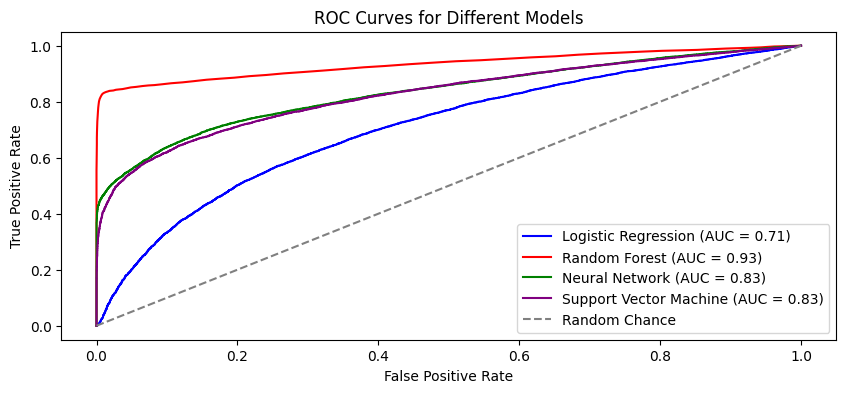 ROC Curves for Different Models
1.0
0.8
0.6
0.4
0.2
0.0
True Positive Rate
Logistic Regression (AUC = 0.71)
Random Forest (AUC = 0.93)
Neural Network (AUC = 0.83)
Support Vector Machine (AUC = 0.83)
Random Chance
0.0 0.2 0.4 0.6 0.8 1.0
False Positive Rate